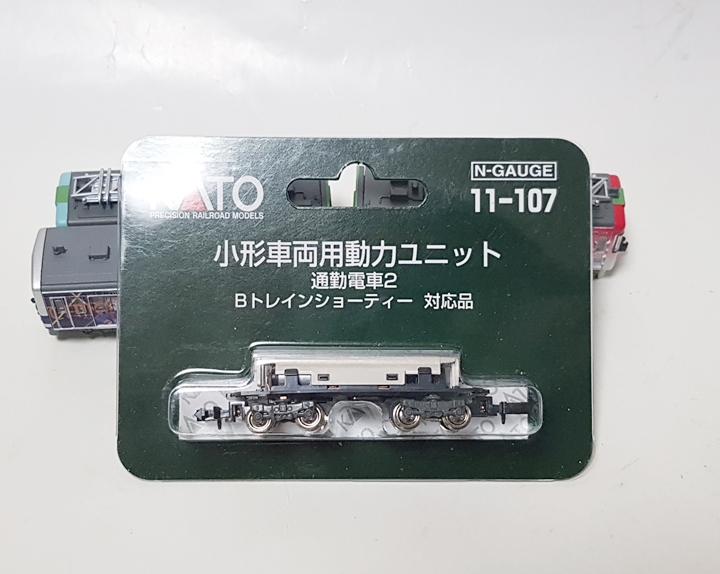 KATO
PRECISION RAILROAD MODELS
N-GAUGE
11-107
小形車両用動力ユニット
通勤電車2
Bトレインショーティー 対応品
KATO